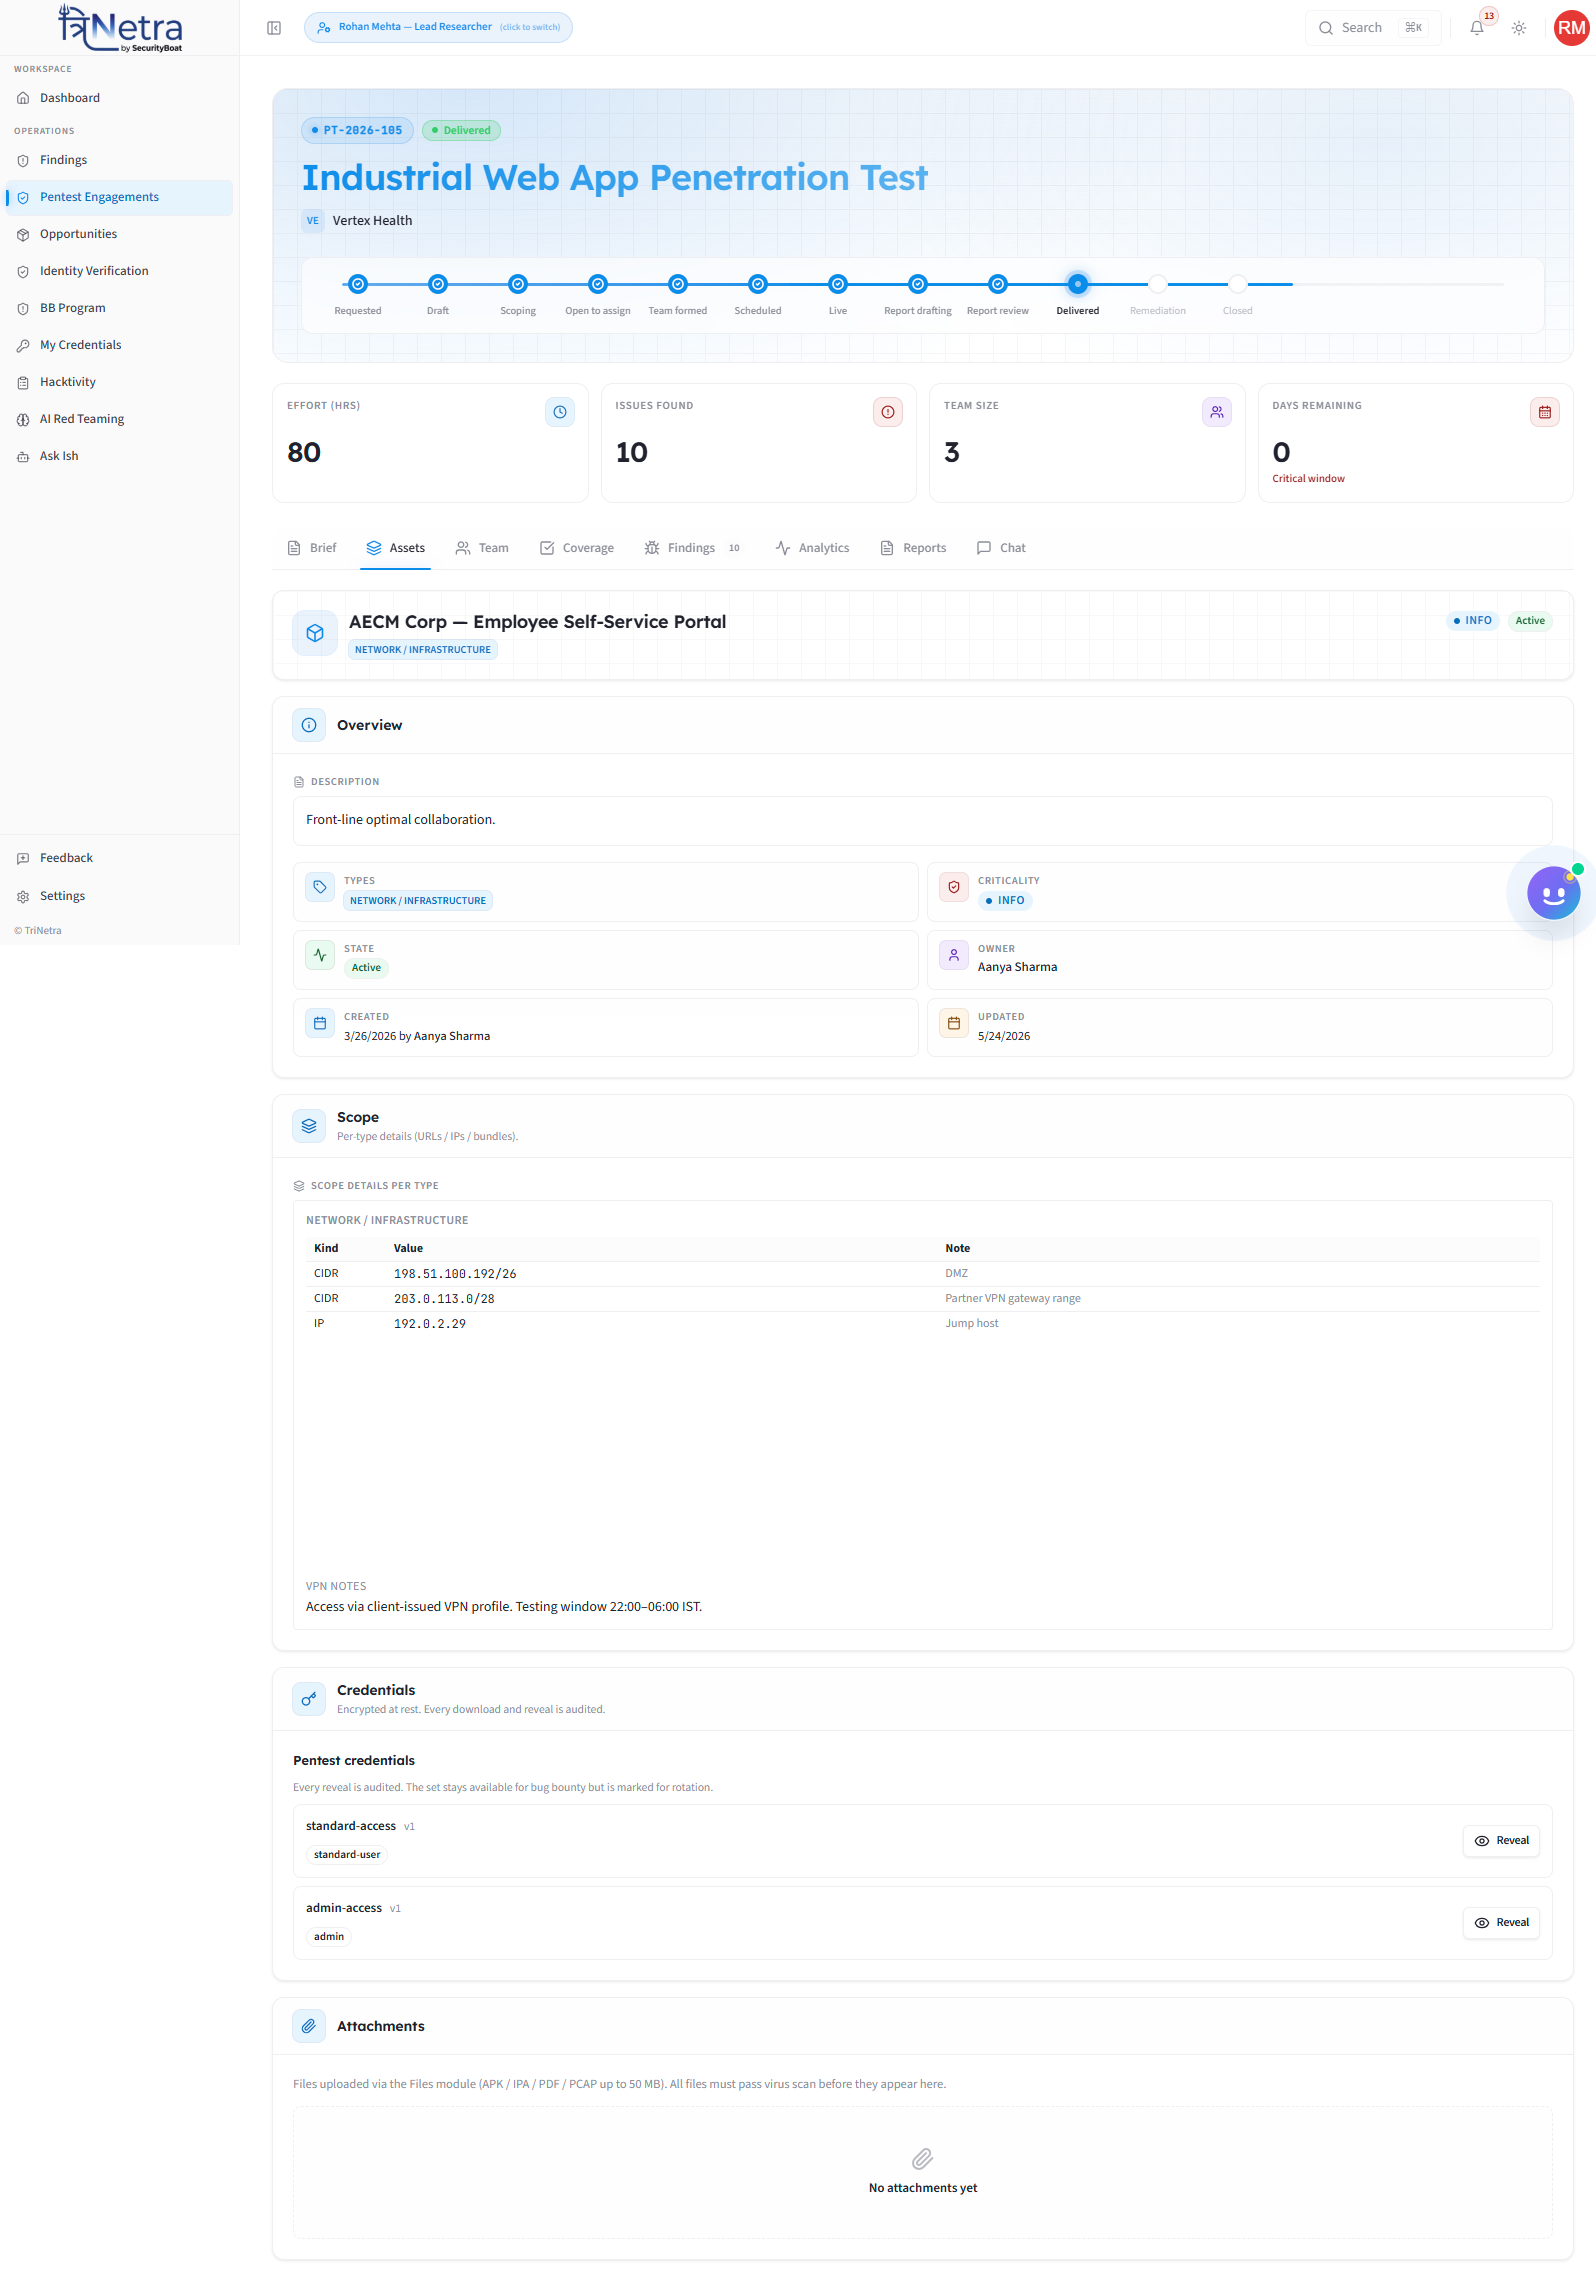 त्रिNetra
by SecurityBoat
Rohan Mehta — Lead Researcher (click to switch)
Search ⌘K
13
RM
WORKSPACE
Dashboard
OPERATIONS
Findings
Pentest Engagements
Opportunities
Identity Verification
BB Program
My Credentials
Hacktivity
AI Red Teaming
Ask Ish
Feedback
Settings
© TriNetra
PT-2026-105
Delivered
Industrial Web App Penetration Test
VE Vertex Health
Requested
Draft
Scoping
Open to assign
Team formed
Scheduled
Live
Report drafting
Report review
Delivered
Remediation
Closed
EFFORT (HRS)
80
ISSUES FOUND
10
TEAM SIZE
3
DAYS REMAINING
0
Critical window
Brief
Assets
Team
Coverage
Findings 10
Analytics
Reports
Chat
AECM Corp — Employee Self-Service Portal
NETWORK / INFRASTRUCTURE
INFO
Active
Overview
DESCRIPTION
Front-line optimal collaboration.
TYPES
NETWORK / INFRASTRUCTURE
CRITICALITY
INFO
STATE
Active
OWNER
Aanya Sharma
CREATED
3/26/2026 by Aanya Sharma
UPDATED
5/24/2026
Scope
Per-type details (URLs / IPs / bundles).
SCOPE DETAILS PER TYPE
NETWORK / INFRASTRUCTURE
Kind Value Note
CIDR 198.51.100.192/26 DMZ
CIDR 203.0.113.0/28 Partner VPN gateway range
IP 192.0.2.29 Jump host
VPN NOTES
Access via client-issued VPN profile. Testing window 22:00–06:00 IST.
Credentials
Encrypted at rest. Every download and reveal is audited.
Pentest credentials
Every reveal is audited. The set stays available for bug bounty but is marked for rotation.
standard-access v1
standard-user
Reveal
admin-access v1
admin
Reveal
Attachments
Files uploaded via the Files module (APK / IPA / PDF / PCAP up to 50 MB). All files must pass virus scan before they appear here.
No attachments yet